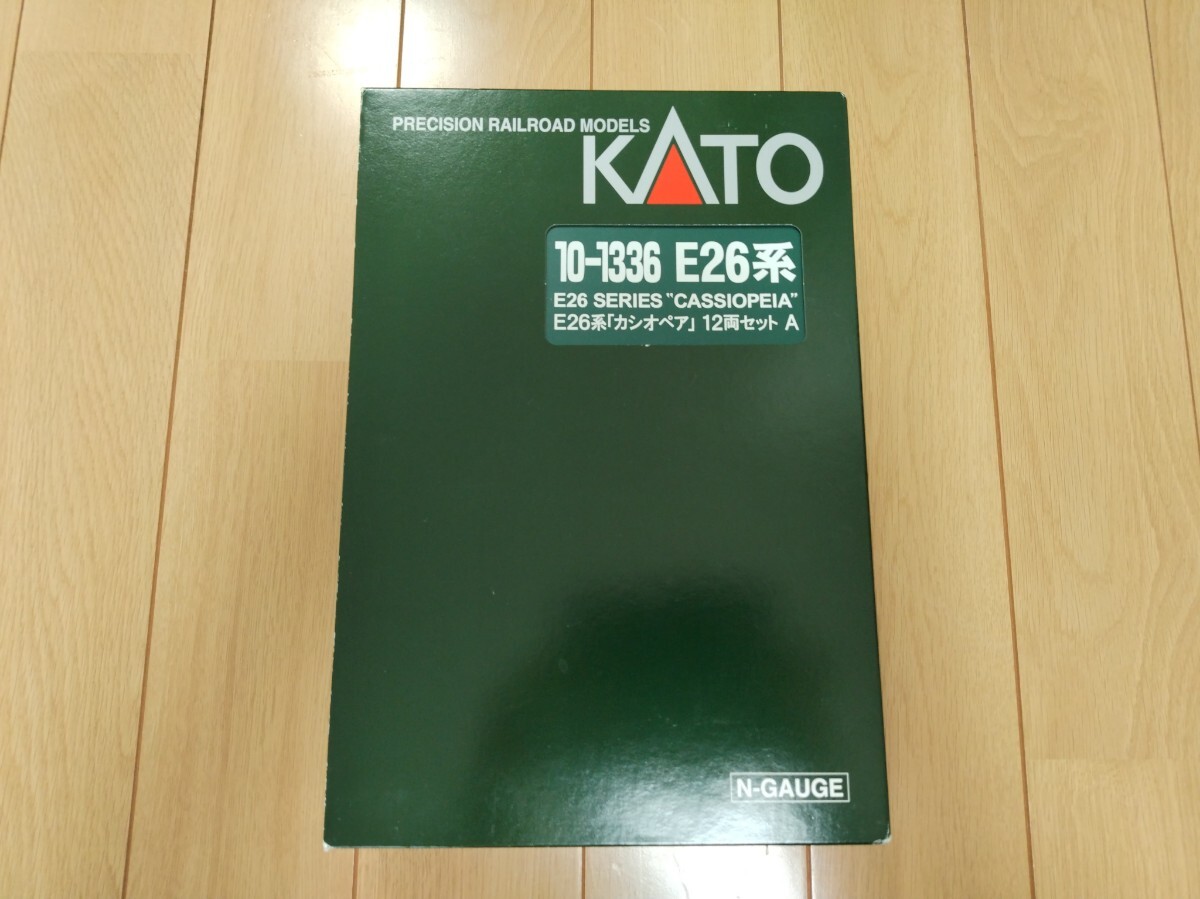 PRECISION RAILROAD MODELS
KATO
10-1336 E26系
E26 SERIES "CASSIOPEIA"
E26系「カシオペア」 12両セット A
N-GAUGE